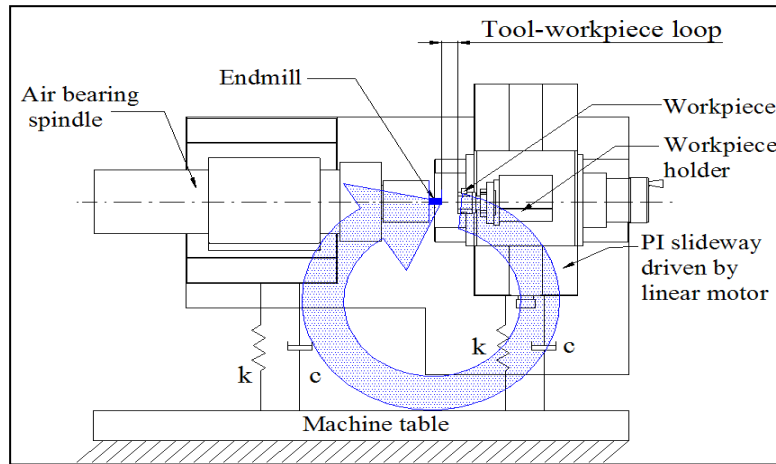 Tool-workpiece loop
Endmill
Air bearing
spindle
Workpiece
Workpiece
holder
PI slideway
driven by
linear motor
k
c
k
c
Machine table